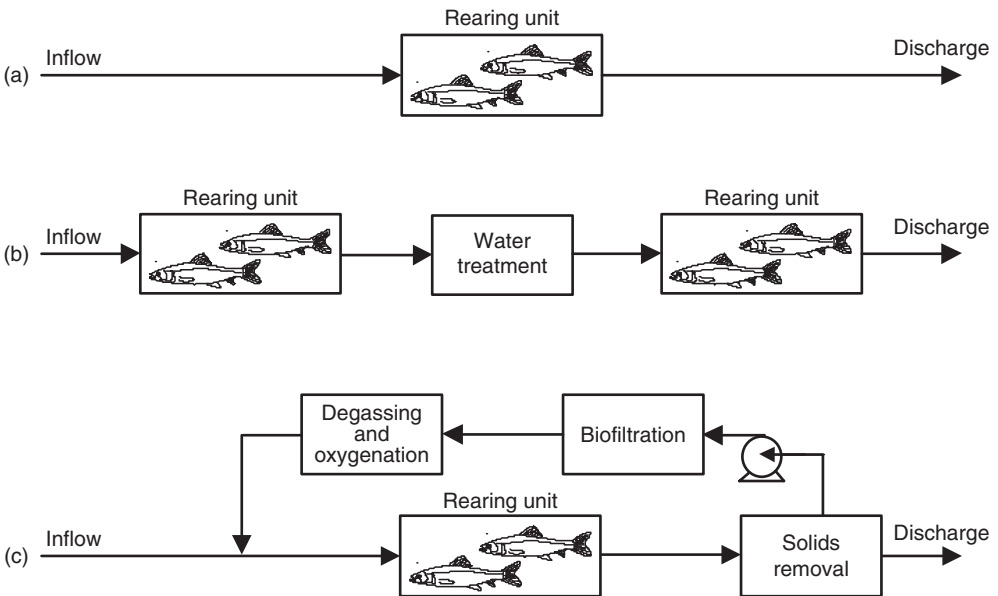 Rearing unit
(a)
Inflow
Discharge
Rearing unit
Rearing unit
(b)
Inflow
Water
treatment
Discharge
Degassing
and
oxygenation
Biofiltration
Rearing unit
(c)
Inflow
Solids
removal
Discharge